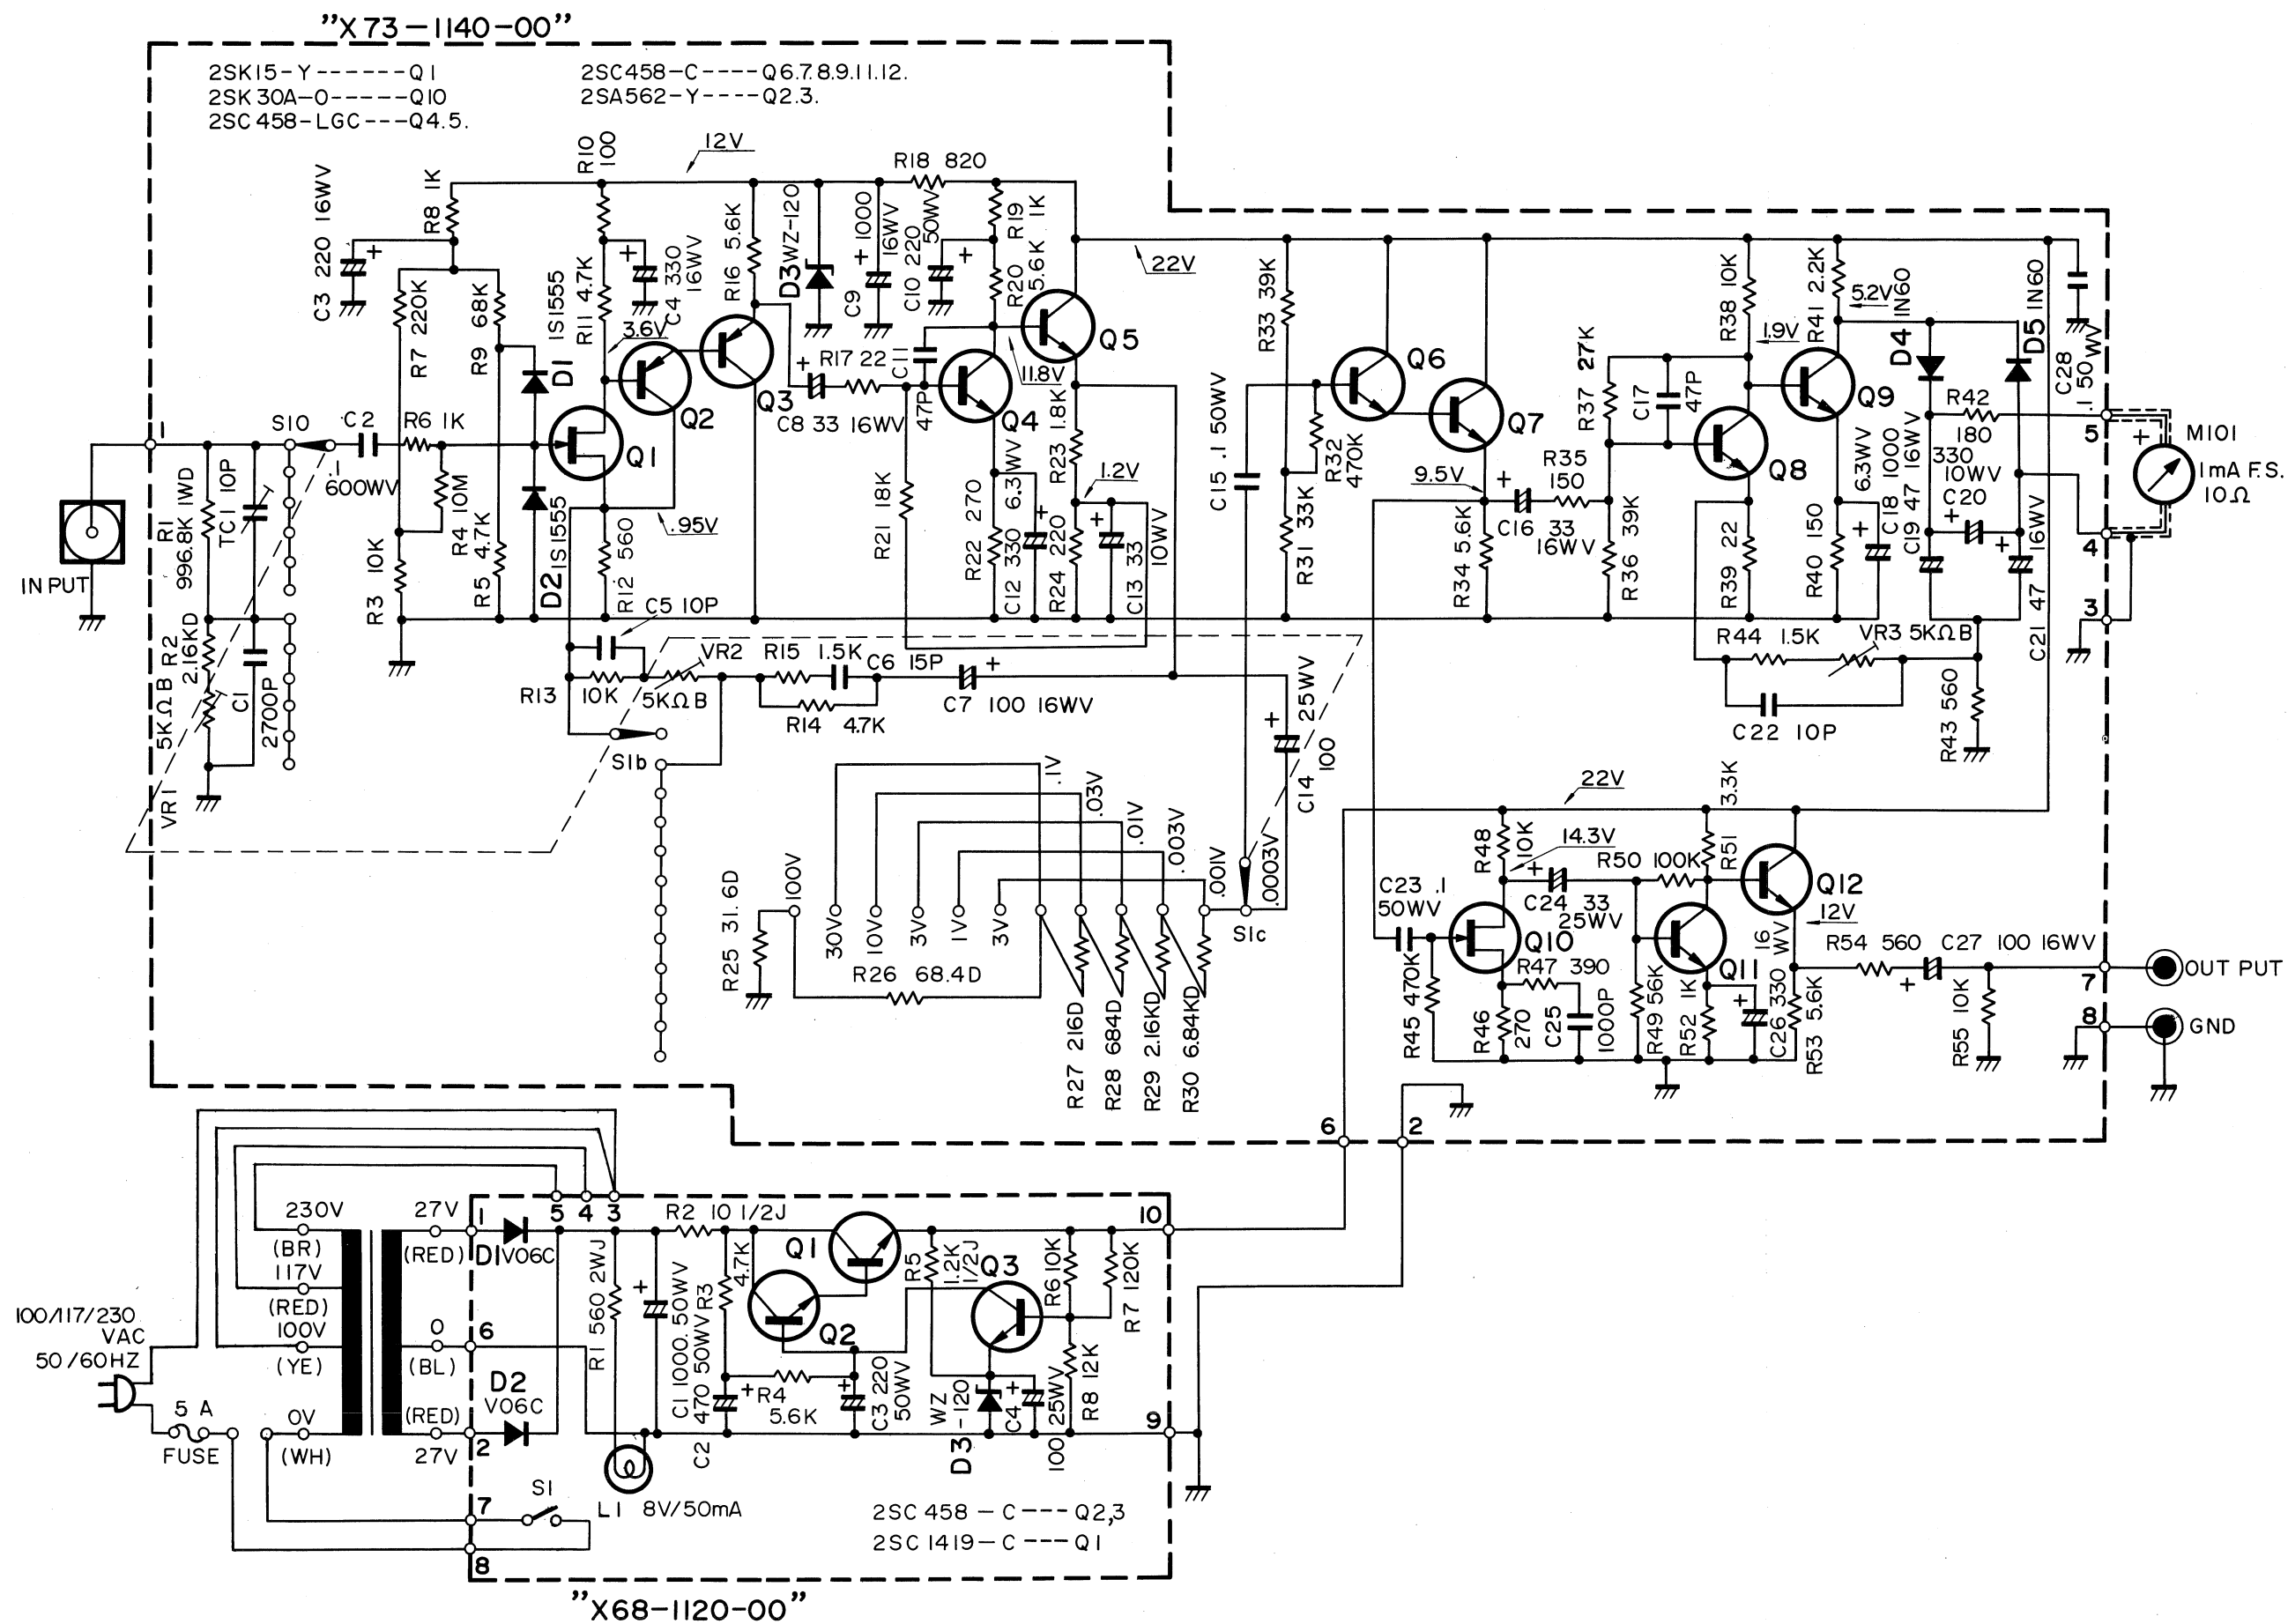 "X73-1140-00"
2SK15-Y------Q1
2SK30A-O-----Q10
2SC458-LGC---Q4.5.
2SC458-C----Q6.7.8.9.11.12.
2SA562-Y----Q2.3.
IN PUT
1
R1 996.8K 1WD
TC1 10P
S1O
C2 .1 600WV
R2 2.16KD
VR1 5KΩB
C1 2700P
C3 220 16WV
R8 1K
R7 220K
R9 68K
R6 1K
R4 10M
R5 4.7K
R3 10K
D1 1S1555
D2 1S1555
Q1
R10 100
R11 4.7K
C4 330 16WV
3.6V
.95V
R12 560
Q2
12V
R16 5.6K
Q3
D3 WZ-120
C9 1000 16WV
R18 820
C10 220 50WV
R19 1K
R20 5.6K
R17 22
C8 33 16WV
C11 47P
Q4
11.8V
Q5
R21 18K
R22 270
C12 330 6.3WV
R23 1.8K
1.2V
R24 220
C13 33 10WV
C5 10P
R13 10K
VR2 5KΩB
R15 1.5K
C6 15P
R14 4.7K
C7 100 16WV
C14 100 25WV
S1b
22V
R33 39K
C15 .1 50WV
R32 470K
R31 33K
Q6
Q7
9.5V
R34 5.6K
C16 33 16WV
R35 150
R37 27K
C17 47P
R36 39K
R38 10K
1.9V
Q8
R39 22
R41 2.2K
5.2V
Q9
R40 150
C18 1000 6.3WV
D4 1N60
D5 1N60
R42 180
C20 330 10WV
C19 47 16WV
C21 47 16WV
C28 .1 50WV
5
4
3
M101
1mA F.S.
10Ω
+
R44 1.5K
VR3 5KΩB
C22 10P
R43 560
R25 31.6D
100V
30V
10V
3V
1V
.3V
.1V
.03V
.01V
.003V
.001V
.0003V
S1c
R26 68.4D
R27 216D
R28 684D
R29 2.16KD
R30 6.84KD
22V
C23 .1 50WV
R45 470K
R48 10K
14.3V
Q10
R46 270
R47 390
C25 1000P
C24 33 25WV
R50 100K
R49 56K
R51 3.3K
Q11
R52 1K
C26 330 16WV
Q12
12V
R53 5.6K
R54 560
C27 100 16WV
R55 10K
7
OUT PUT
8
GND
6
2
100/117/230
VAC
50/60HZ
5 A
FUSE
230V
(BR)
117V
(RED)
100V
(YE)
0V
(WH)
27V
(RED)
0
(BL)
(RED)
27V
1
5 4 3
6
2
7
8
10
9
D1 V06C
D2 V06C
R1 560 2WJ
R2 10 1/2J
C1 1000. 50WV
C2 470 50WV
R3 4.7K
Q1
Q2
R4 5.6K
C3 220 50WV
R5 1.2K 1/2J
Q3
D3 WZ-120
C4 100 25WV
R6 10K
R7 120K
R8 12K
L1 8V/50mA
S1
2SC458-C---Q2,3
2SC1419-C---Q1
"X68-1120-00"